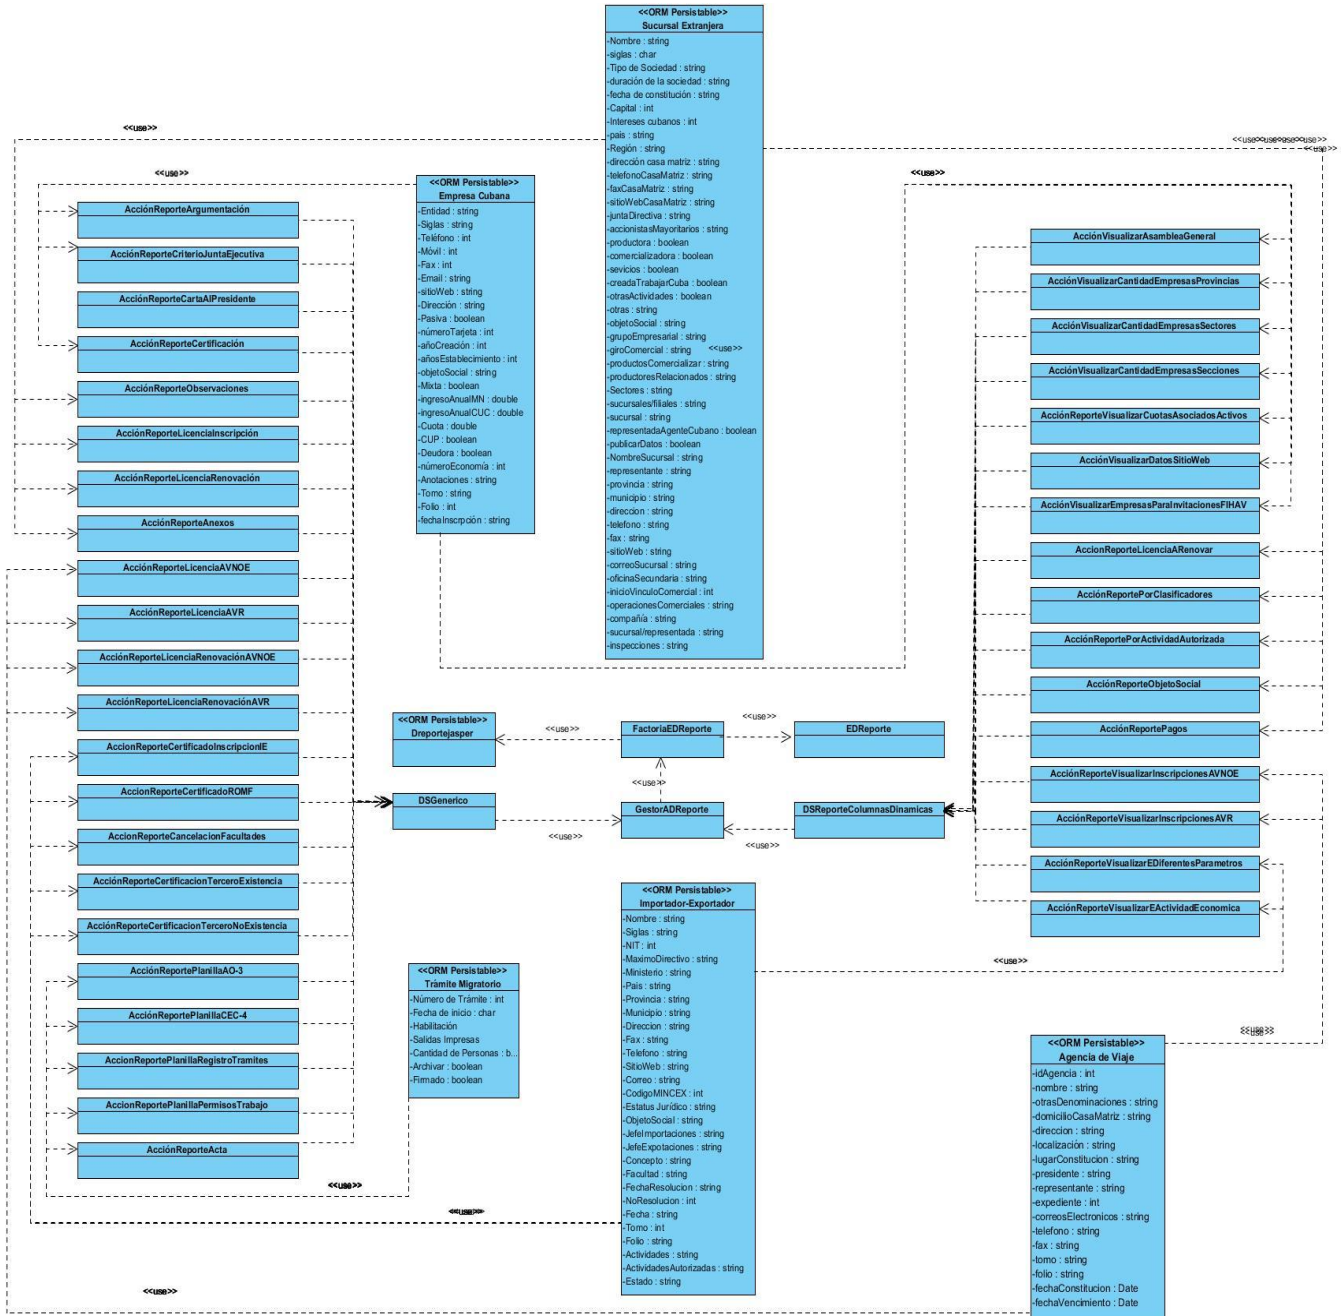 <<ORM Persistable>>
Sucursal Extranjera
-Nombre : string
-siglas : char
-Tipo de Sociedad : string
-duración de la sociedad : string
-fecha de constitución : string
-Capital : int
-Intereses cubanos : int
-pais : string
-Región : string
-dirección casa matriz : string
-telefonoCasaMatriz : string
-faxCasaMatriz : string
-sitioWebCasaMatriz : string
-juntaDirectiva : string
-accionistasMayoritarios : string
-productora : boolean
-comercializadora : boolean
-sevicios : boolean
-creadaTrabajarCuba : boolean
-otrasActividades : boolean
-otras : string
-objetoSocial : string
-grupoEmpresarial : string
-giroComercial : string
<<use>>
-productosComercializar : string
-productoresRelacionados : string
-Sectores : string
-sucursales/filiales : string
-sucursal : string
-representadaAgenteCubano : boolean
-publicarDatos : boolean
-NombreSucursal : string
-representante : string
-provincia : string
-municipio : string
-direccion : string
-telefono : string
-fax : string
-sitioWeb : string
-correoSucursal : string
-oficinaSecundaria : string
-inicioVinculoComercial : int
-operacionesComerciales : string
-compañía : string
-sucursal/representada : string
-inspecciones : string
<<use>>
<<use>>
<<use>>
<<use>>
<<use>>
<<ORM Persistable>>
Empresa Cubana
-Entidad : string
-Siglas : string
-Teléfono : int
-Móvil : int
-Fax : int
-Email : string
-sitioWeb : string
-Dirección : string
-Pasiva : boolean
-númeroTarjeta : int
-añoCreación : int
-añosEstablecimiento : int
-objetoSocial : string
-Mixta : boolean
-ingresoAnualMN : double
-ingresoAnualCUC : double
-Cuota : double
-CUP : boolean
-Deudora : boolean
-númeroEconomía : int
-Anotaciones : string
-Tomo : string
-Folio : int
-fechaInscrpción : string
AcciónReporteArgumentación
AcciónReporteCriterioJuntaEjecutiva
AcciónReporteCartaAlPresidente
AcciónReporteCertificación
AcciónReporteObservaciones
AcciónReporteLicenciaInscripción
AcciónReporteLicenciaRenovación
AcciónReporteAnexos
AcciónReporteLicenciaAVNOE
AcciónReporteLicenciaAVR
AcciónReporteLicenciaRenovaciónAVNOE
AcciónReporteLicenciaRenovaciónAVR
AccionReporteCertificadoInscripcionIE
AccionReporteCertificadoROMF
AccionReporteCancelacionFacultades
AccionReporteCertificacionTerceroExistencia
AccionReporteCertificacionTerceroNoExistencia
AcciónReportePlanillaAO-3
AcciónReportePlanillaCEC-4
AccionReportePlanillaRegistroTramites
AccionReportePlanillaPermisosTrabajo
AcciónReporteActa
AcciónVisualizarAsambleaGeneral
AcciónVisualizarCantidadEmpresasProvincias
AcciónVisualizarCantidadEmpresasSectores
AcciónVisualizarCantidadEmpresasSecciones
AcciónReporteVisualizarCuotasAsociadosActivos
AcciónVisualizarDatosSitioWeb
AcciónVisualizarEmpresasParaInvitacionesFIHAV
AccionReporteLicenciaARenovar
AcciónReportePorClasificadores
AcciónReportePorActividadAutorizada
AcciónReporteObjetoSocial
AcciónReportePagos
AcciónReporteVisualizarInscripcionesAVNOE
AcciónReporteVisualizarInscripcionesAVR
AcciónReporteVisualizarEDiferentesParametros
AcciónReporteVisualizarEActividadEconomica
<<ORM Persistable>>
Dreportejasper
<<use>>
FactoriaEDReporte
<<use>>
EDReporte
<<use>>
DSGenerico
<<use>>
GestorADReporte
<<use>>
DSReporteColumnasDinamicas
<<ORM Persistable>>
Importador-Exportador
-Nombre : string
-Siglas : string
-NIT : int
-MaximoDirectivo : string
-Ministerio : string
-Pais : string
-Provincia : string
-Municipio : string
-Direccion : string
-Fax : string
-Telefono : string
-SitioWeb : string
-Correo : string
-CodigoMINCEX : int
-Estatus Jurídico : string
-ObjetoSocial : string
-JefeImportaciones : string
-JefeExpotaciones : string
-Concepto : string
-Facultad : string
-FechaResolucion : string
-NoResolucion : int
-Fecha : string
-Tomo : int
-Folio : string
-Actividades : string
-ActividadesAutorizadas : string
-Estado : string
<<use>>
<<ORM Persistable>>
Trámite Migratorio
-Número de Trámite : int
-Fecha de inicio : char
-Habilitación
-Salidas Impresas
-Cantidad de Personas : b...
-Archivar : boolean
-Firmado : boolean
<<use>>
<<use>>
<<use>>
<<use>>
<<ORM Persistable>>
Agencia de Viaje
-idAgencia : int
-nombre : string
-otrasDenominaciones : string
-domicilioCasaMatriz : string
-direccion : string
-localización : string
-lugarConstitucion : string
-presidente : string
-representante : string
-expediente : int
-correosElectronicos : string
-telefono : string
-fax : string
-tomo : string
-folio : string
-fechaConstitucion : Date
-fechaVencimiento : Date